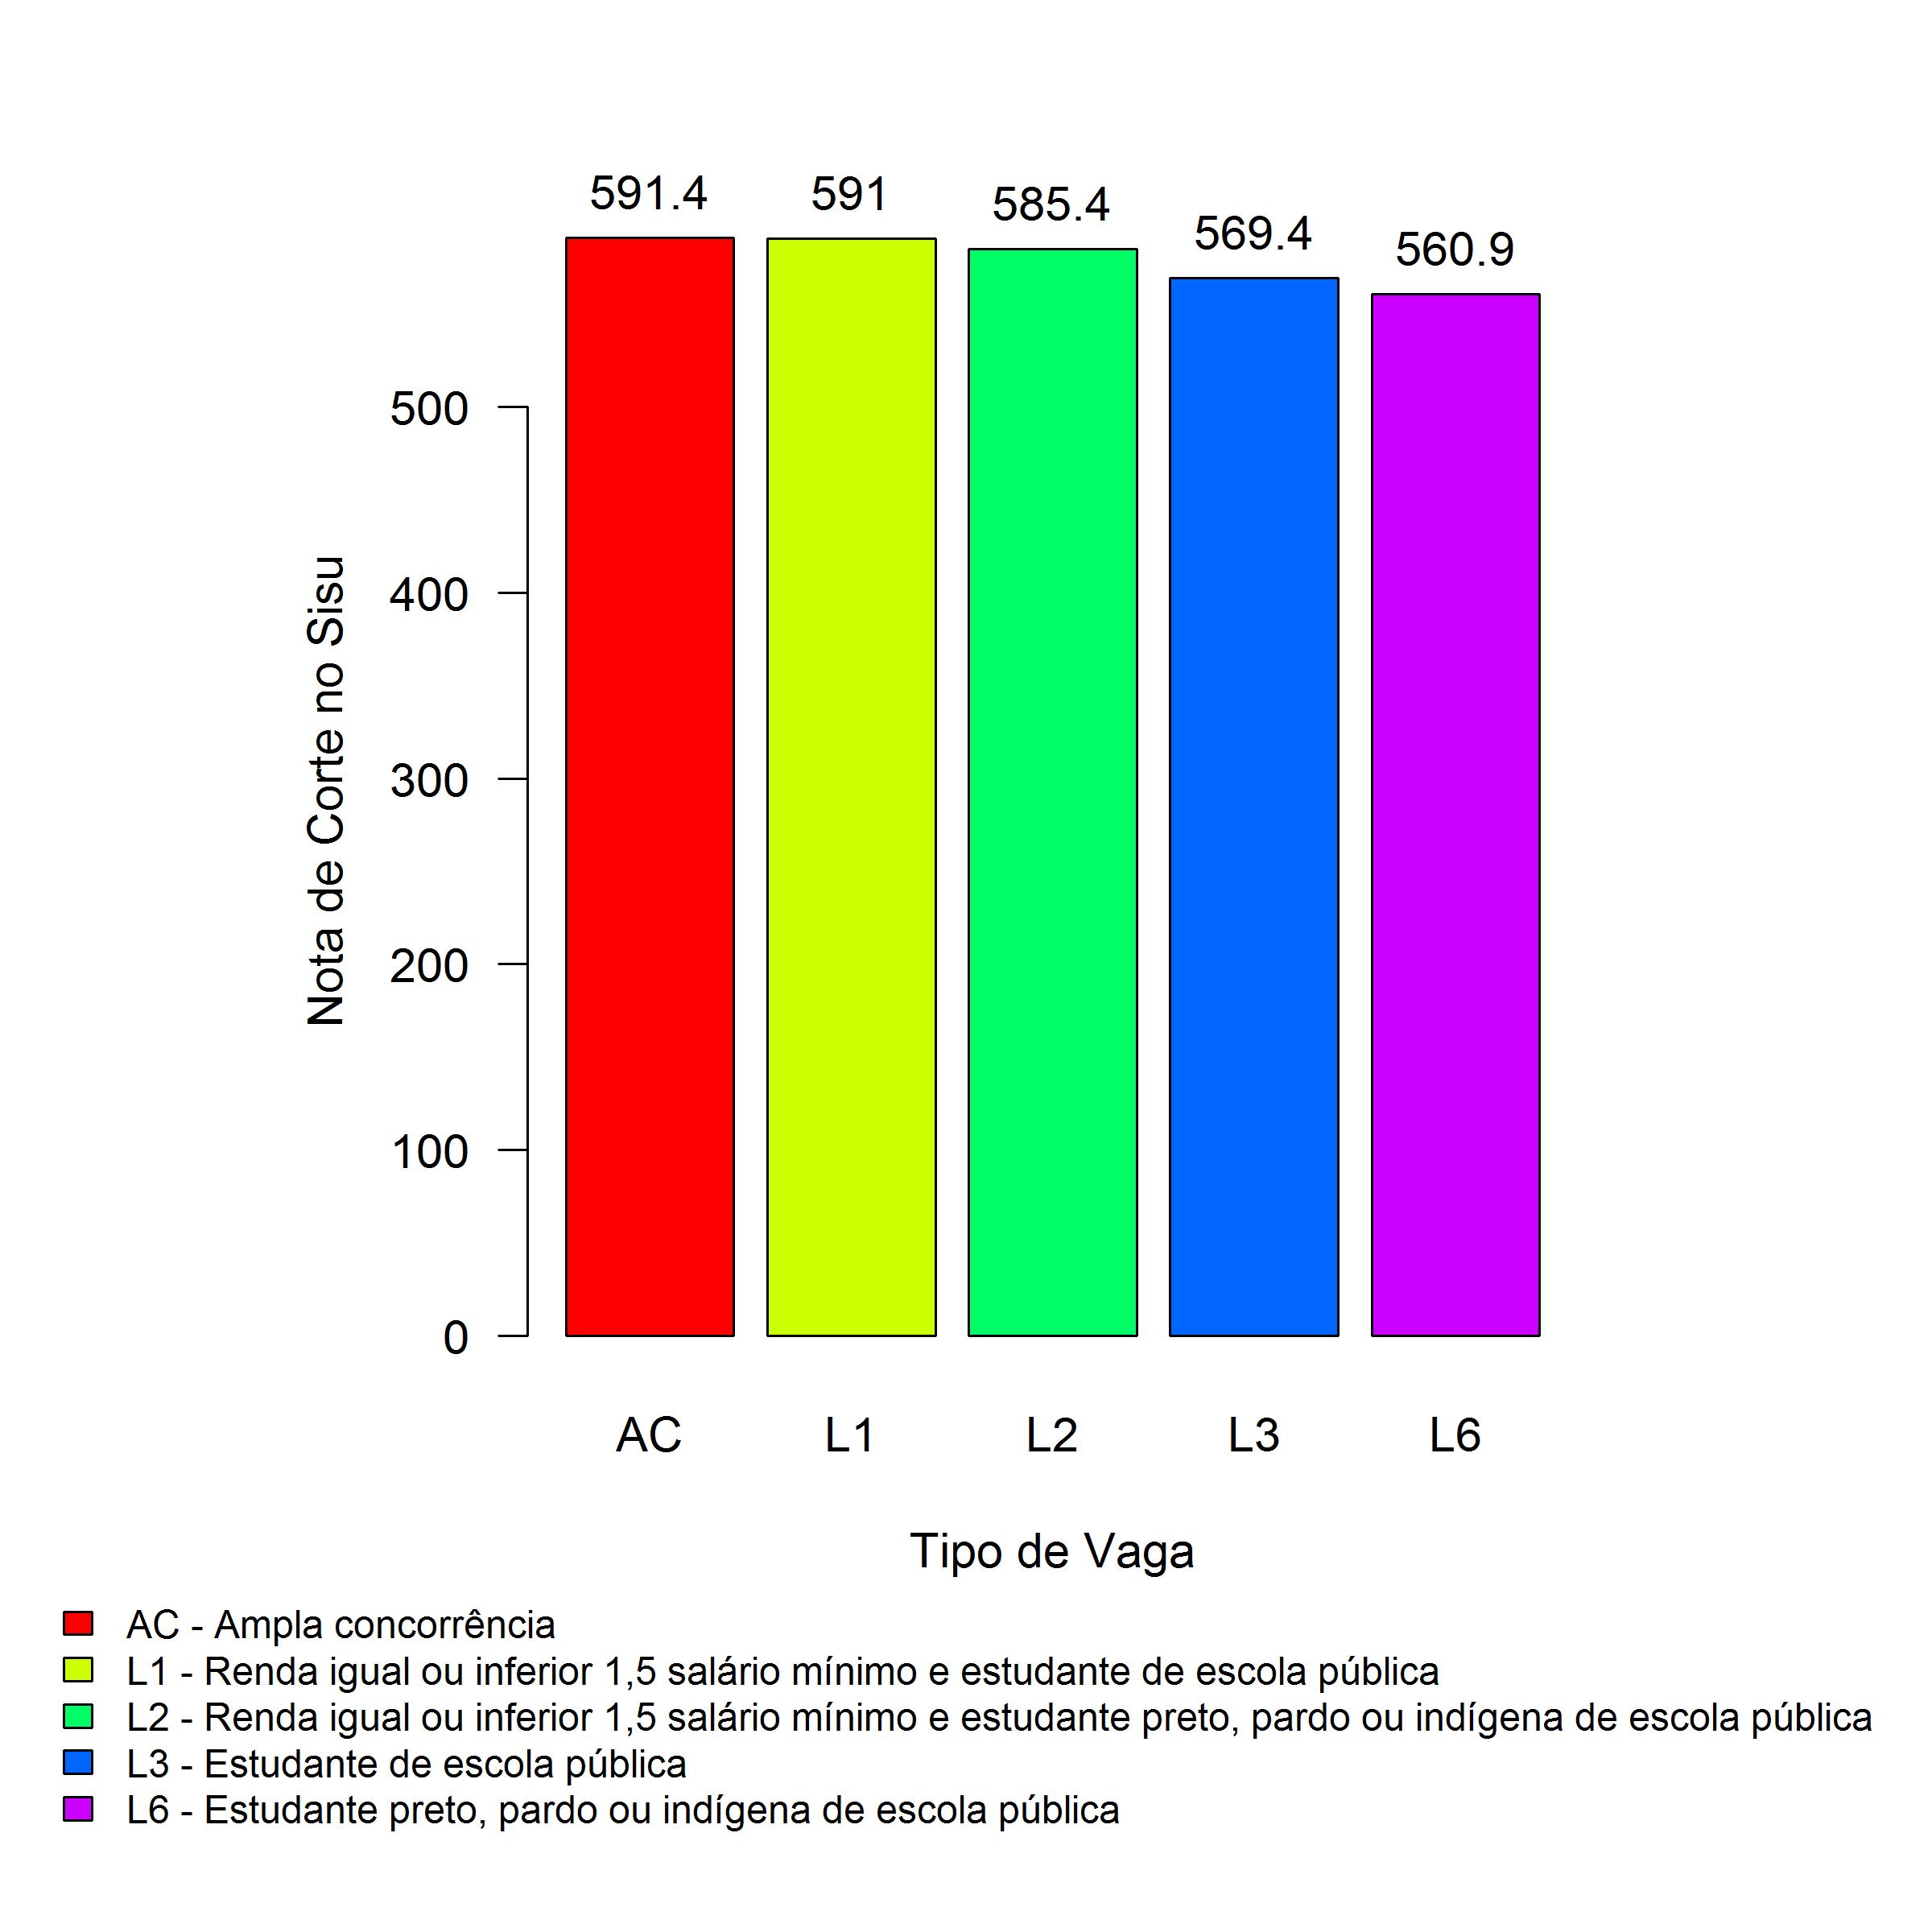 591.4 591 585.4 569.4 560.9
500
400
300
200
100
0
Nota de Corte no Sisu
AC L1 L2 L3 L6
Tipo de Vaga
AC - Ampla concorrência
L1 - Renda igual ou inferior 1,5 salário mínimo e estudante de escola pública
L2 - Renda igual ou inferior 1,5 salário mínimo e estudante preto, pardo ou indígena de escola pública
L3 - Estudante de escola pública
L6 - Estudante preto, pardo ou indígena de escola pública